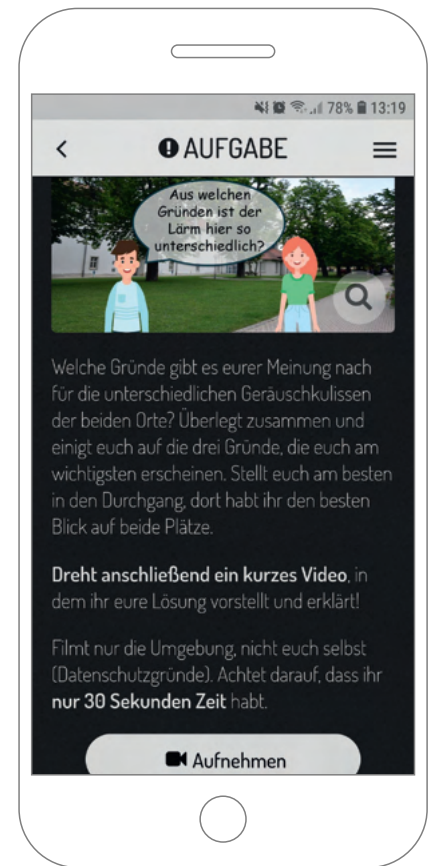 78% 13:19
AUFGABE
Aus welchen
Gründen ist der
Lärm hier so
unterschiedlich?
Welche Gründe gibt es eurer Meinung nach
für die unterschiedlichen Geräuschkulissen
der beiden Orte? Überlegt zusammen und
einigt euch auf die drei Gründe, die euch am
wichtigsten erscheinen. Stellt euch am besten
in den Durchgang, dort habt ihr den besten
Blick auf beide Plätze.
Dreht anschließend ein kurzes Video, in
dem ihr eure Lösung vorstellt und erklärt!
Filmt nur die Umgebung, nicht euch selbst
(Datenschutzgründe). Achtet darauf, dass ihr
nur 30 Sekunden Zeit habt.
Aufnehmen